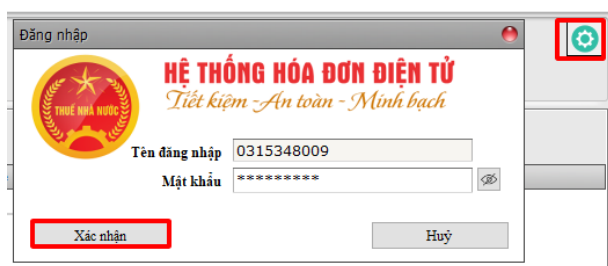 Đăng nhập
HỆ THỐNG HÓA ĐƠN ĐIỆN TỬ
Tiết kiệm -An toàn - Minh bạch
THUẾ NHÀ NƯỚC
Tên đăng nhập 0315348009
Mật khẩu *********
Xác nhận Huỷ